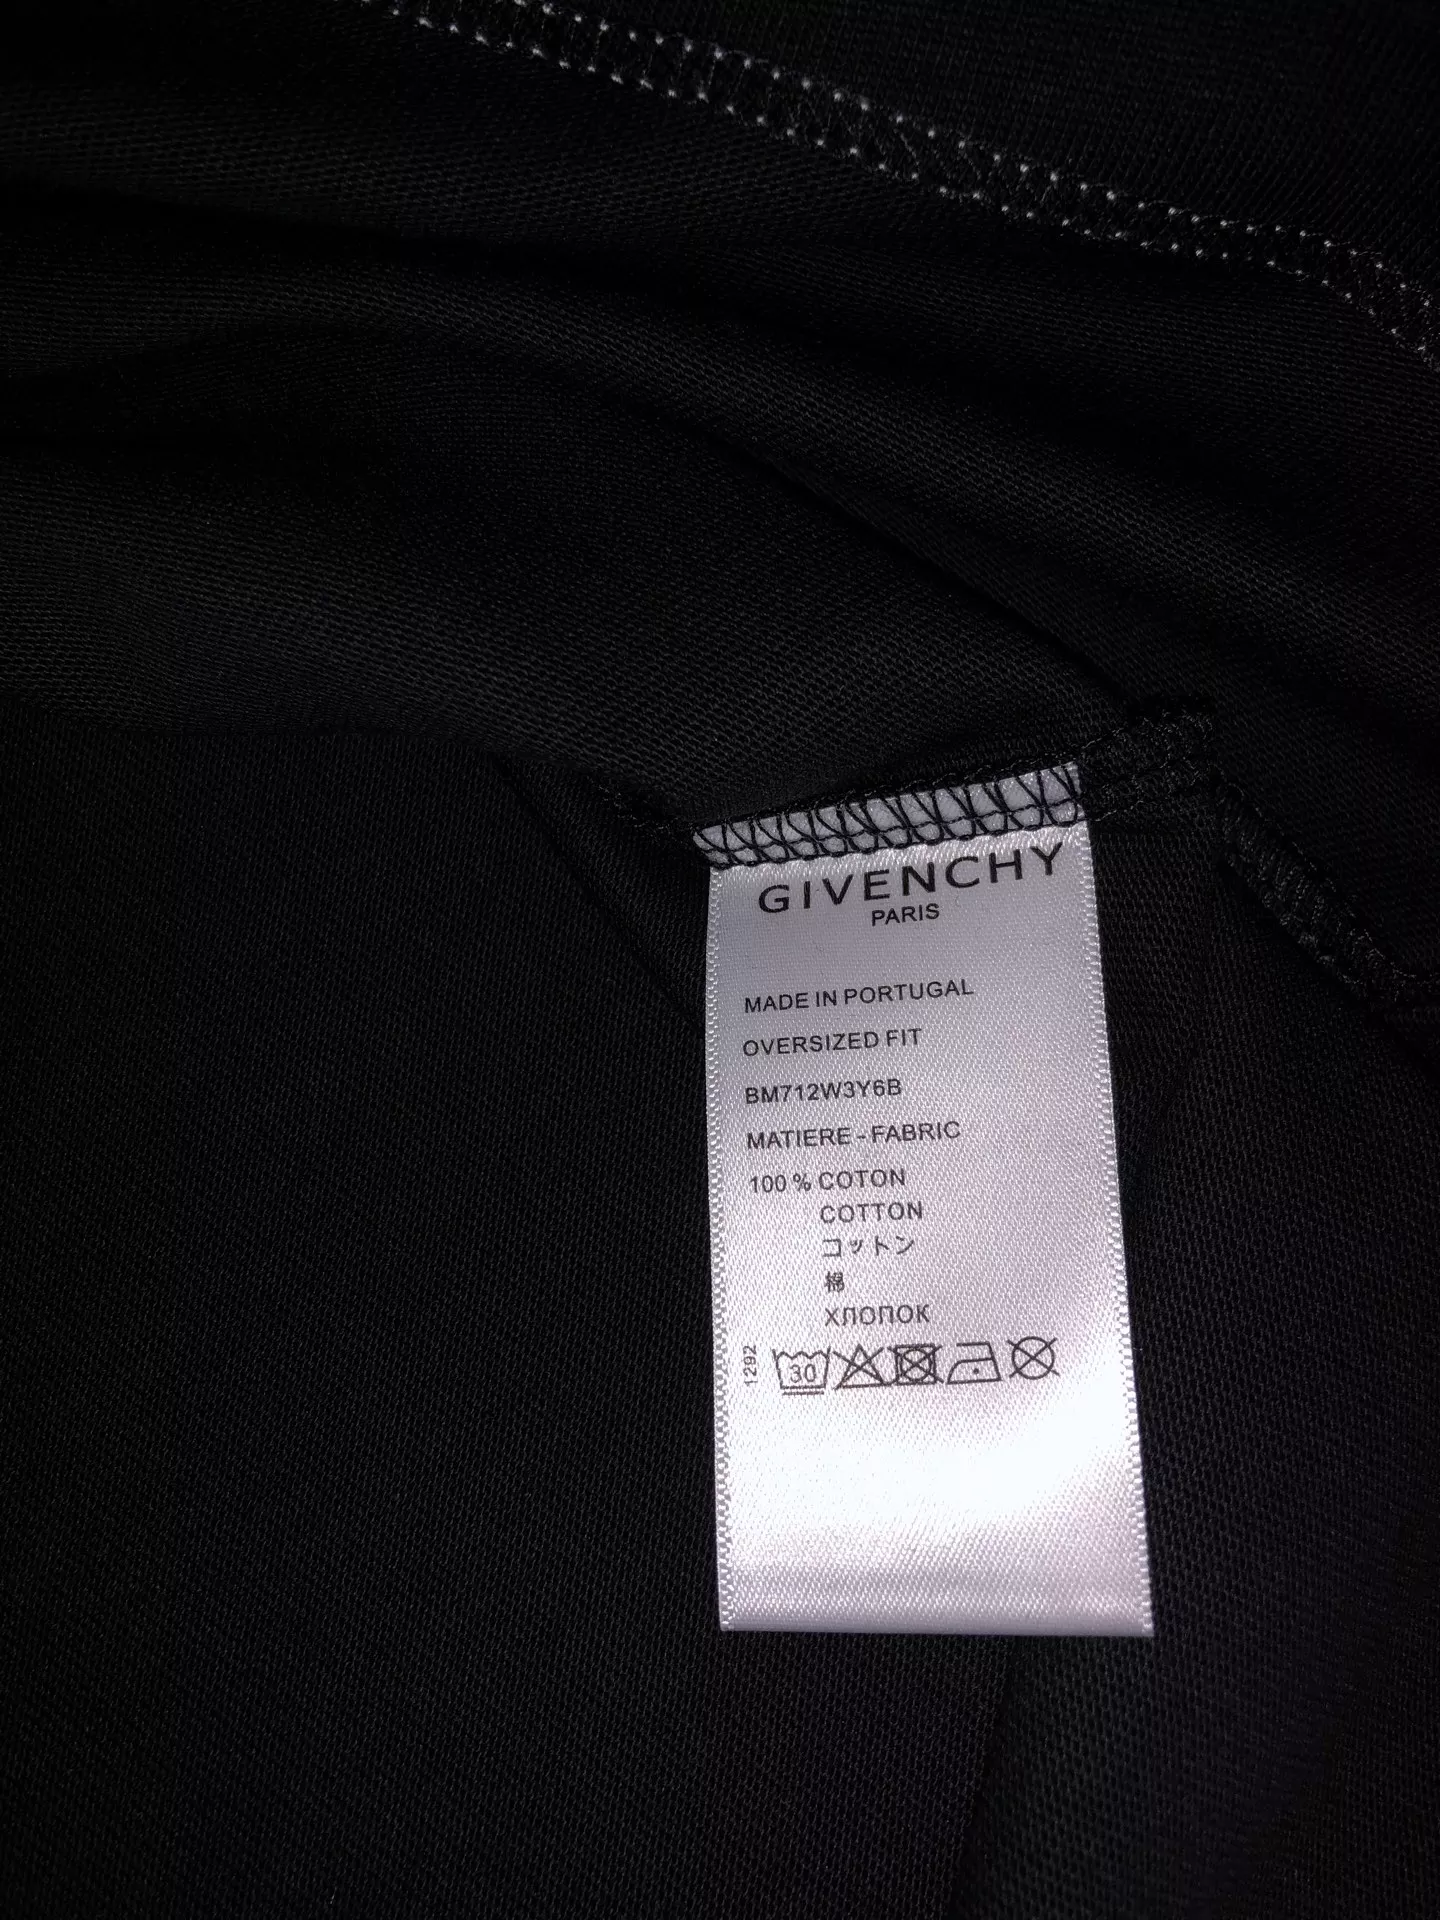 GIVENCHY
PARIS
MADE IN PORTUGAL
OVERSIZED FIT
BM712W3Y6B
MATIERE - FABRIC
100 % COTON
COTTON
コットン
棉
ХЛОПОК
1292
30